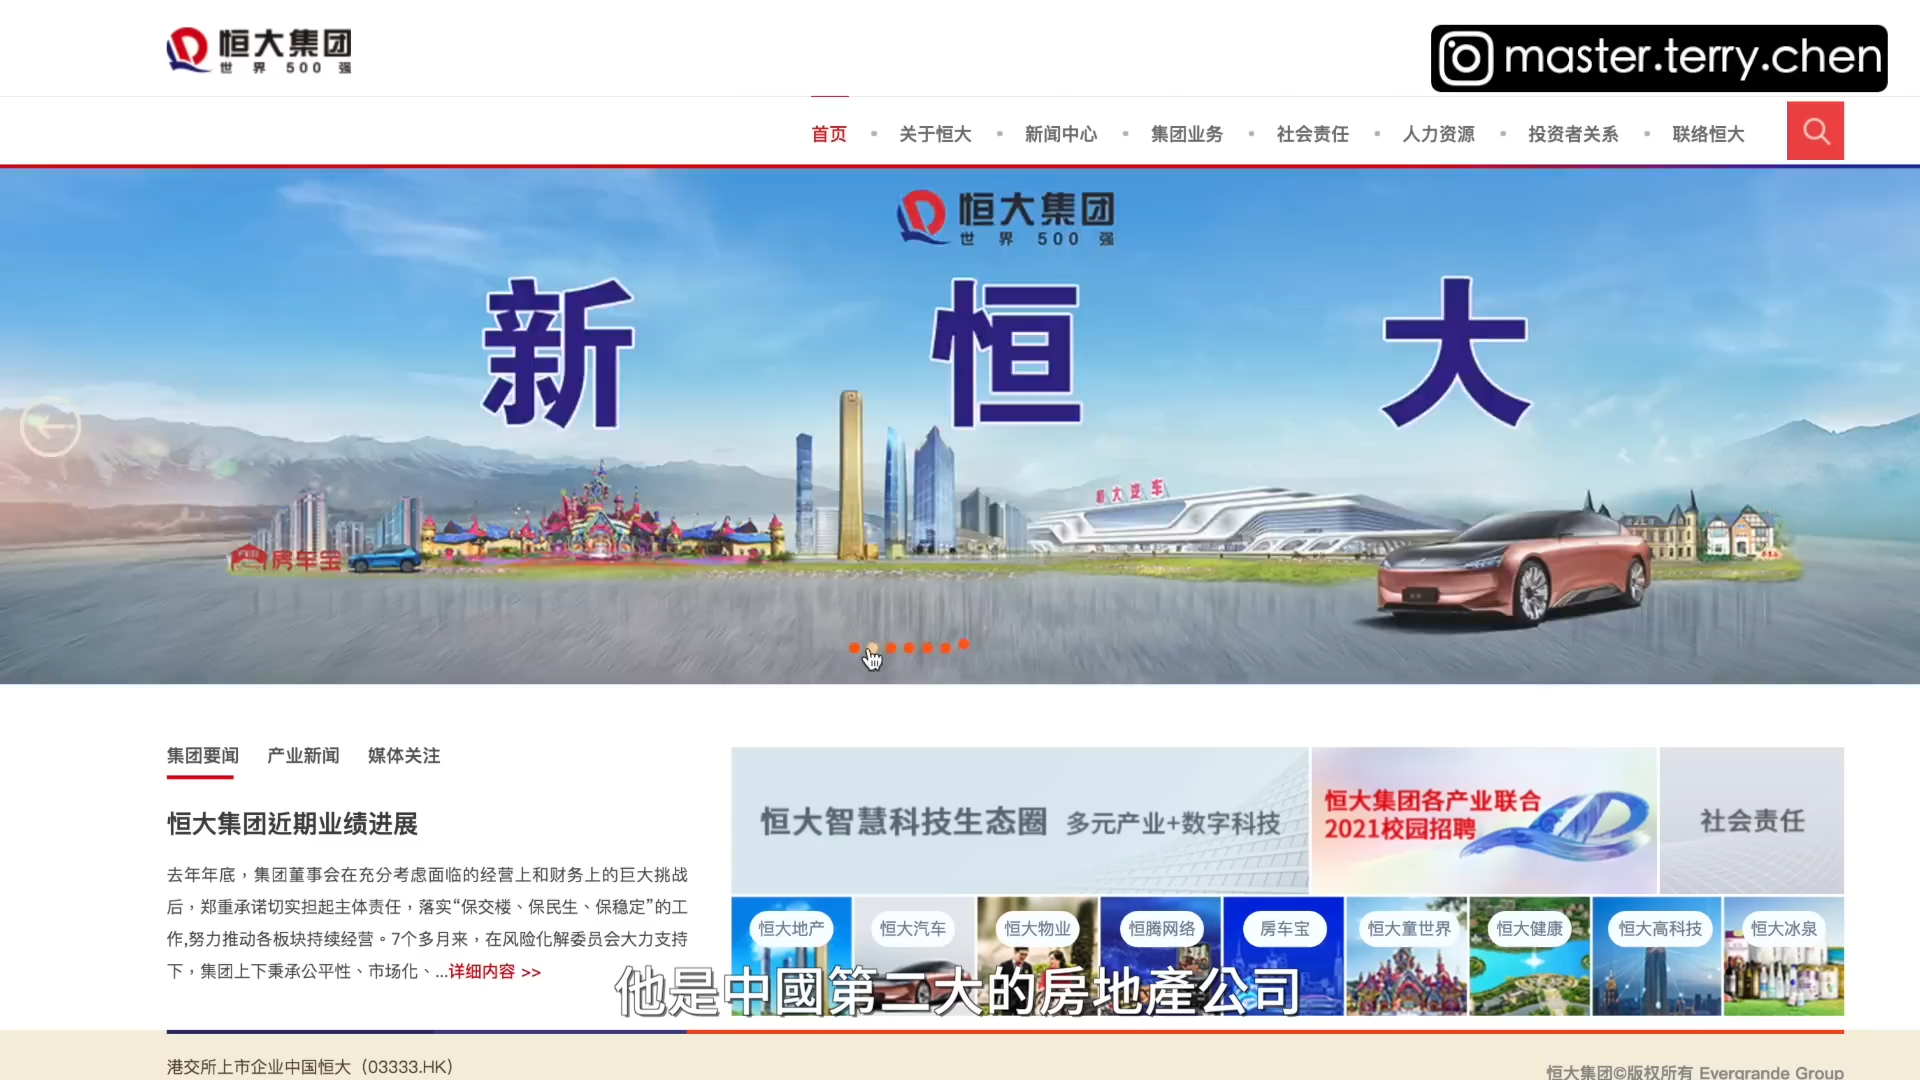 恒大集团
世界500强
master.terry.chen
首页 • 关于恒大 • 新闻中心 • 集团业务 • 社会责任 • 人力资源 • 投资者关系 • 联络恒大
恒大集团
世界500强
新恒大
恒大汽车
房车宝
集团要闻 产业新闻 媒体关注
恒大集团近期业绩进展
去年年底，集团董事会在充分考虑面临的经营上和财务上的巨大挑战
后，郑重承诺切实担起主体责任，落实“保交楼、保民生、保稳定”的工
作,努力推动各板块持续经营。7个多月来，在风险化解委员会大力支持
下，集团上下秉承公平性、市场化、...详细内容 >>
恒大智慧科技生态圈 多元产业+数字科技
恒大集团各产业联合
2021校园招聘
社会责任
恒大地产 恒大汽车 恒大物业 恒腾网络 房车宝 恒大童世界 恒大健康 恒大高科技 恒大冰泉
他是中國第二大的房地產公司
港交所上市企业中国恒大（03333.HK）
恒大集团©版权所有 Evergrande Group